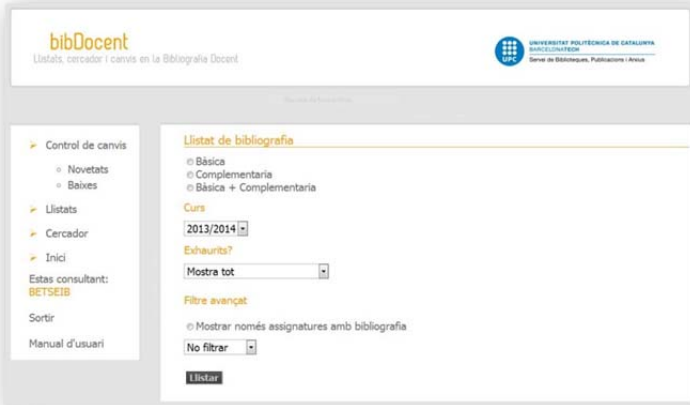 bibDocent
Llistats, cercador i canvis en la Bibliografia Docent
UPC
UNIVERSITAT POLITÈCNICA DE CATALUNYA
BARCELONATECH
Servei de Biblioteques, Publicacions i Arxius
Control de canvis
Novetats
Baixes
Llistats
Cercador
Inici
Estas consultant:
BETSEIB
Sortir
Manual d'usuari
Llistat de bibliografia
Bàsica
Complementaria
Bàsica + Complementaria
Curs
2013/2014
Exhaurits?
Mostra tot
Filtre avançat
Mostrar només assignatures amb bibliografia
No filtrar
Llistar